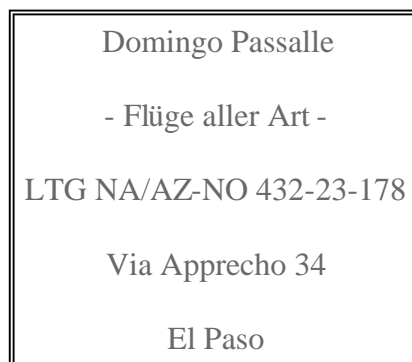 Domingo Passalle
- Flüge aller Art -
LTG NA/AZ-NO 432-23-178
Via Apprecho 34
El Paso